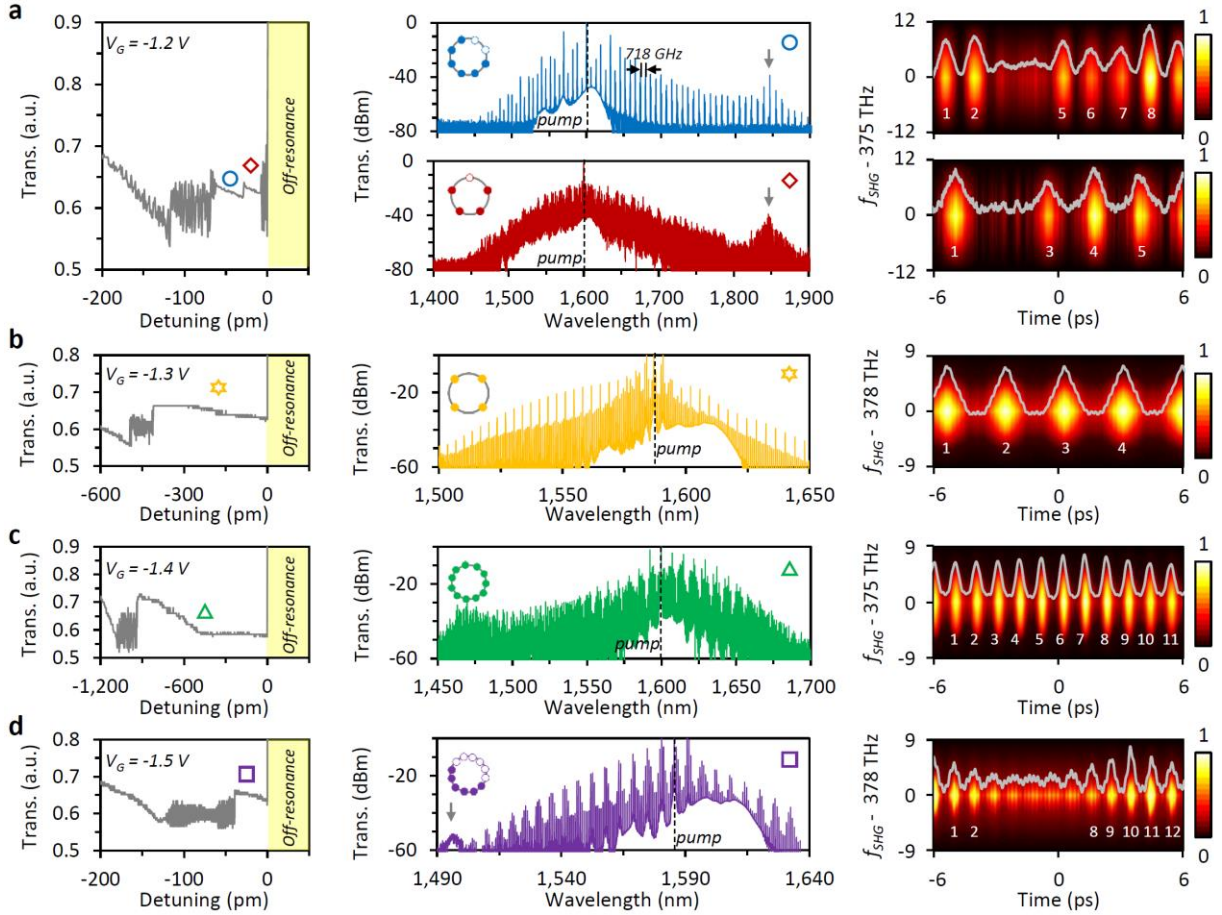 a
0.9
0.8
0.7
0.6
0.5
Trans. (a.u.)
V_G = -1.2 V
Off-resonance
-200 -100 0
Detuning (pm)
0
-40
-80
Trans. (dBm)
718 GHz
pump
0
-40
-80
Trans. (dBm)
pump
1,400 1,500 1,600 1,700 1,800 1,900
Wavelength (nm)
12
0
-12
12
0
-12
f_SHG - 375 THz
1 2 5 6 7 8
1 3 4 5
-6 0 6
Time (ps)
1
0
1
0
b
0.8
0.7
0.6
0.5
Trans. (a.u.)
V_G = -1.3 V
Off-resonance
-600 -300 0
Detuning (pm)
-20
-60
Trans. (dBm)
pump
1,500 1,550 1,600 1,650
Wavelength (nm)
9
0
-9
f_SHG - 378 THz
1 2 3 4
-6 0 6
Time (ps)
1
0
c
0.9
0.8
0.7
0.6
0.5
Trans. (a.u.)
V_G = -1.4 V
Off-resonance
-1,200 -600 0
Detuning (pm)
-20
-60
Trans. (dBm)
pump
1,450 1,500 1,550 1,600 1,650 1,700
Wavelength (nm)
9
0
-9
f_SHG - 375 THz
1 2 3 4 5 6 7 8 9 10 11
-6 0 6
Time (ps)
1
0
d
0.8
0.7
0.6
0.5
Trans. (a.u.)
V_G = -1.5 V
Off-resonance
-200 -100 0
Detuning (pm)
-20
-60
Trans. (dBm)
pump
1,490 1,540 1,590 1,640
Wavelength (nm)
9
0
-9
f_SHG - 378 THz
1 2 8 9 10 11 12
-6 0 6
Time (ps)
1
0